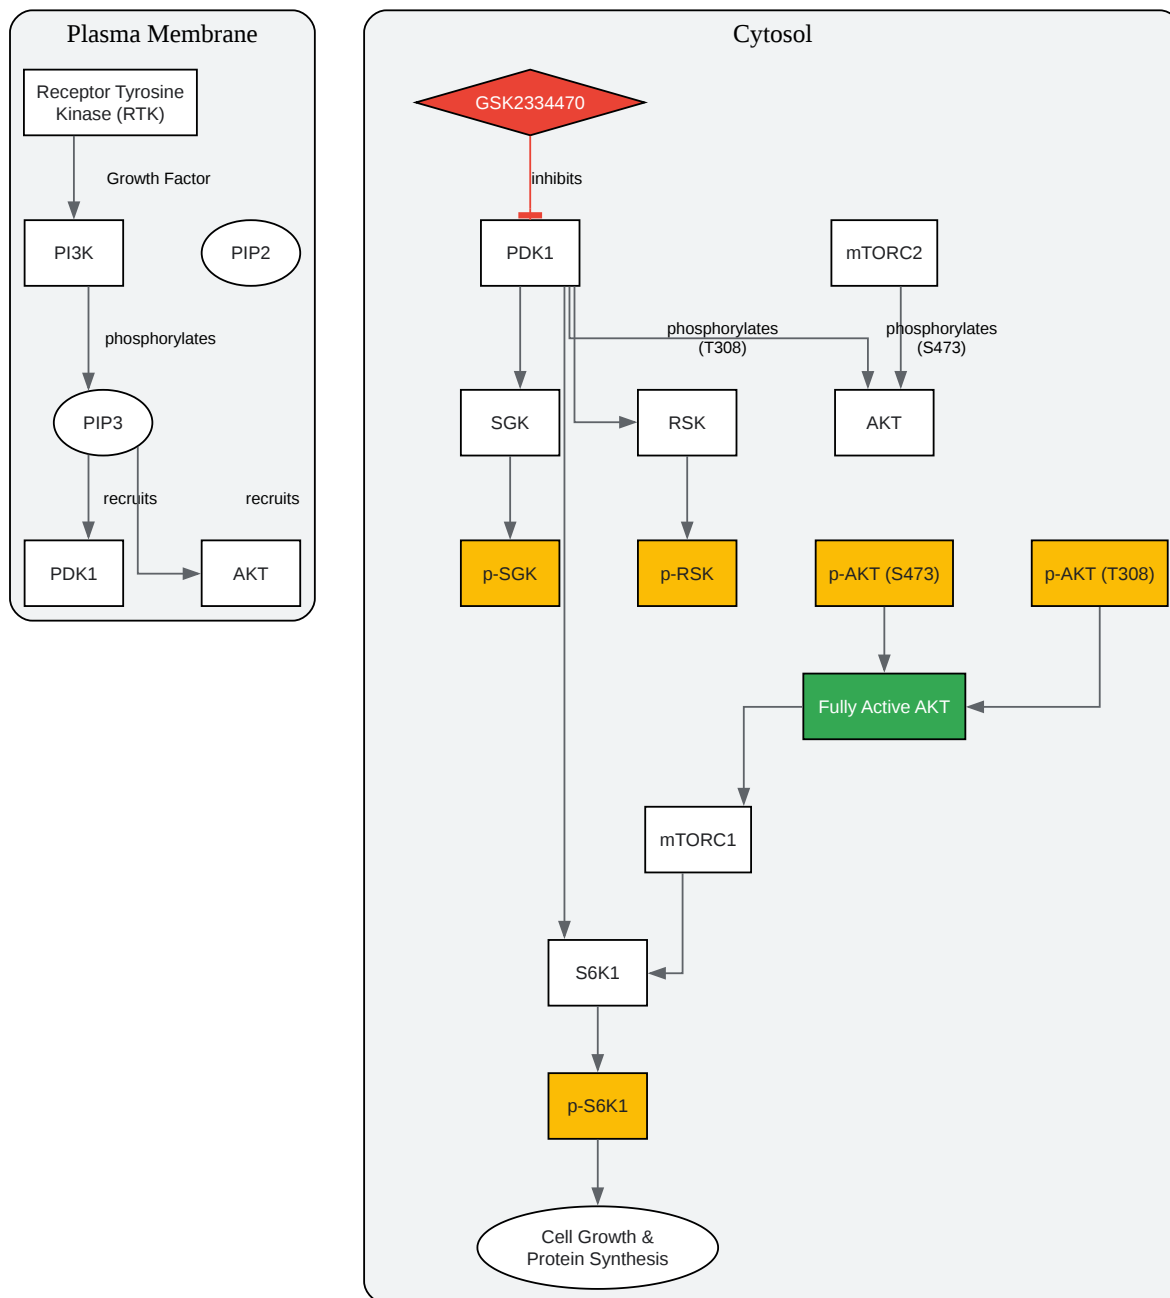 Plasma Membrane
Receptor Tyrosine
Kinase (RTK)
Growth Factor
PI3K
PIP2
phosphorylates
PIP3
recruits
recruits
PDK1
AKT
Cytosol
GSK2334470
inhibits
PDK1
mTORC2
phosphorylates
(T308)
phosphorylates
(S473)
SGK
RSK
AKT
p-SGK
p-RSK
p-AKT (S473)
p-AKT (T308)
Fully Active AKT
mTORC1
S6K1
p-S6K1
Cell Growth &
Protein Synthesis